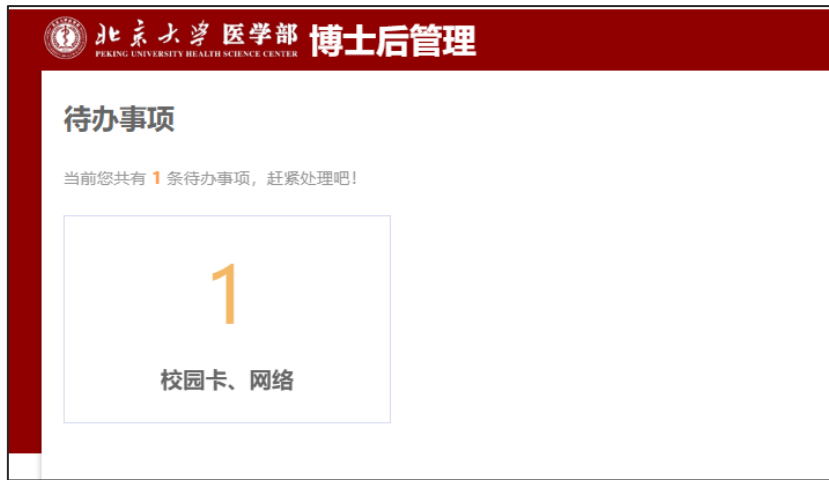 北京大学 医学部 博士后管理
PEKING UNIVERSITY HEALTH SCIENCE CENTER
待办事项
当前您共有 1 条待办事项，赶紧处理吧！
1
校园卡、网络